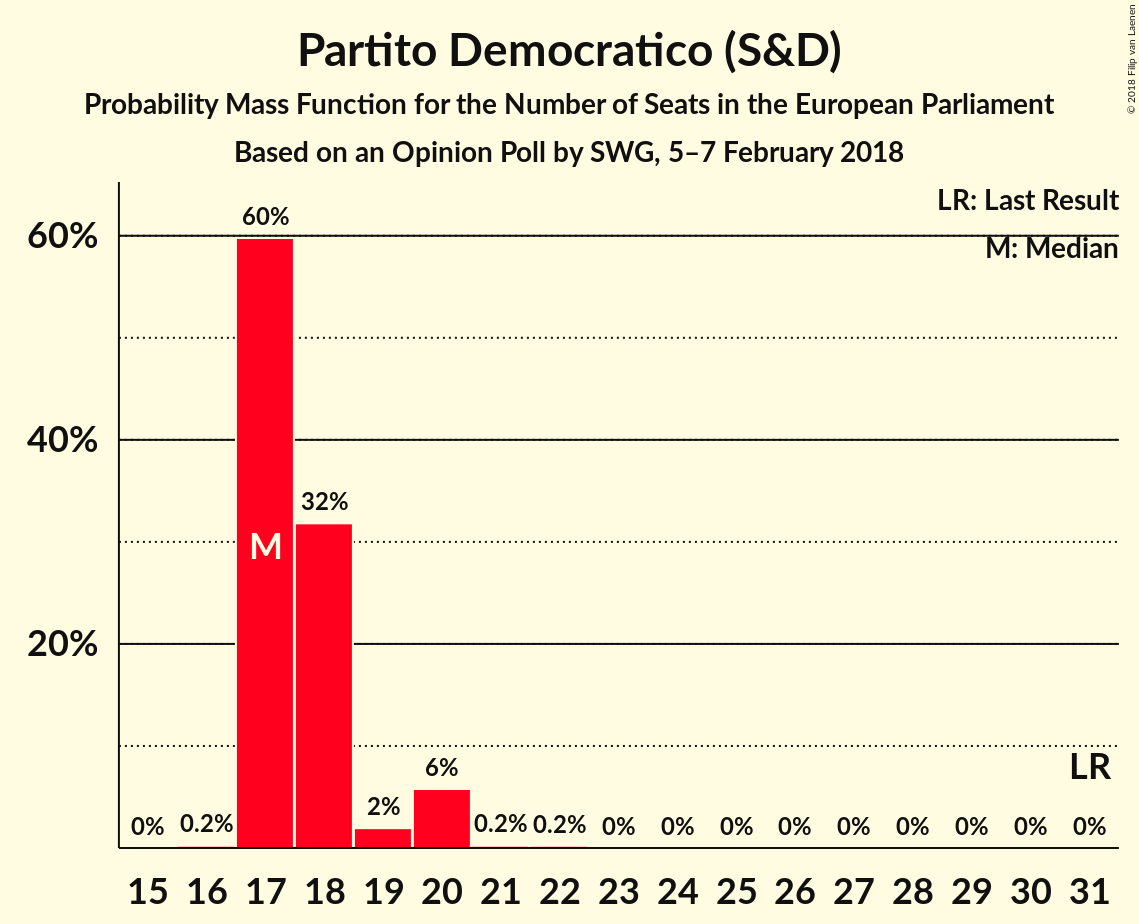 Partito Democratico (S&D)
Probability Mass Function for the Number of Seats in the European Parliament
Based on an Opinion Poll by SWG, 5–7 February 2018
© 2018 Filip van Laenen
LR: Last Result
M: Median
60%
40%
20%
0% 0.2% 60% 32% 2% 6% 0.2% 0.2% 0% 0% 0% 0% 0% 0% 0% 0% 0%
M
LR
15 16 17 18 19 20 21 22 23 24 25 26 27 28 29 30 31